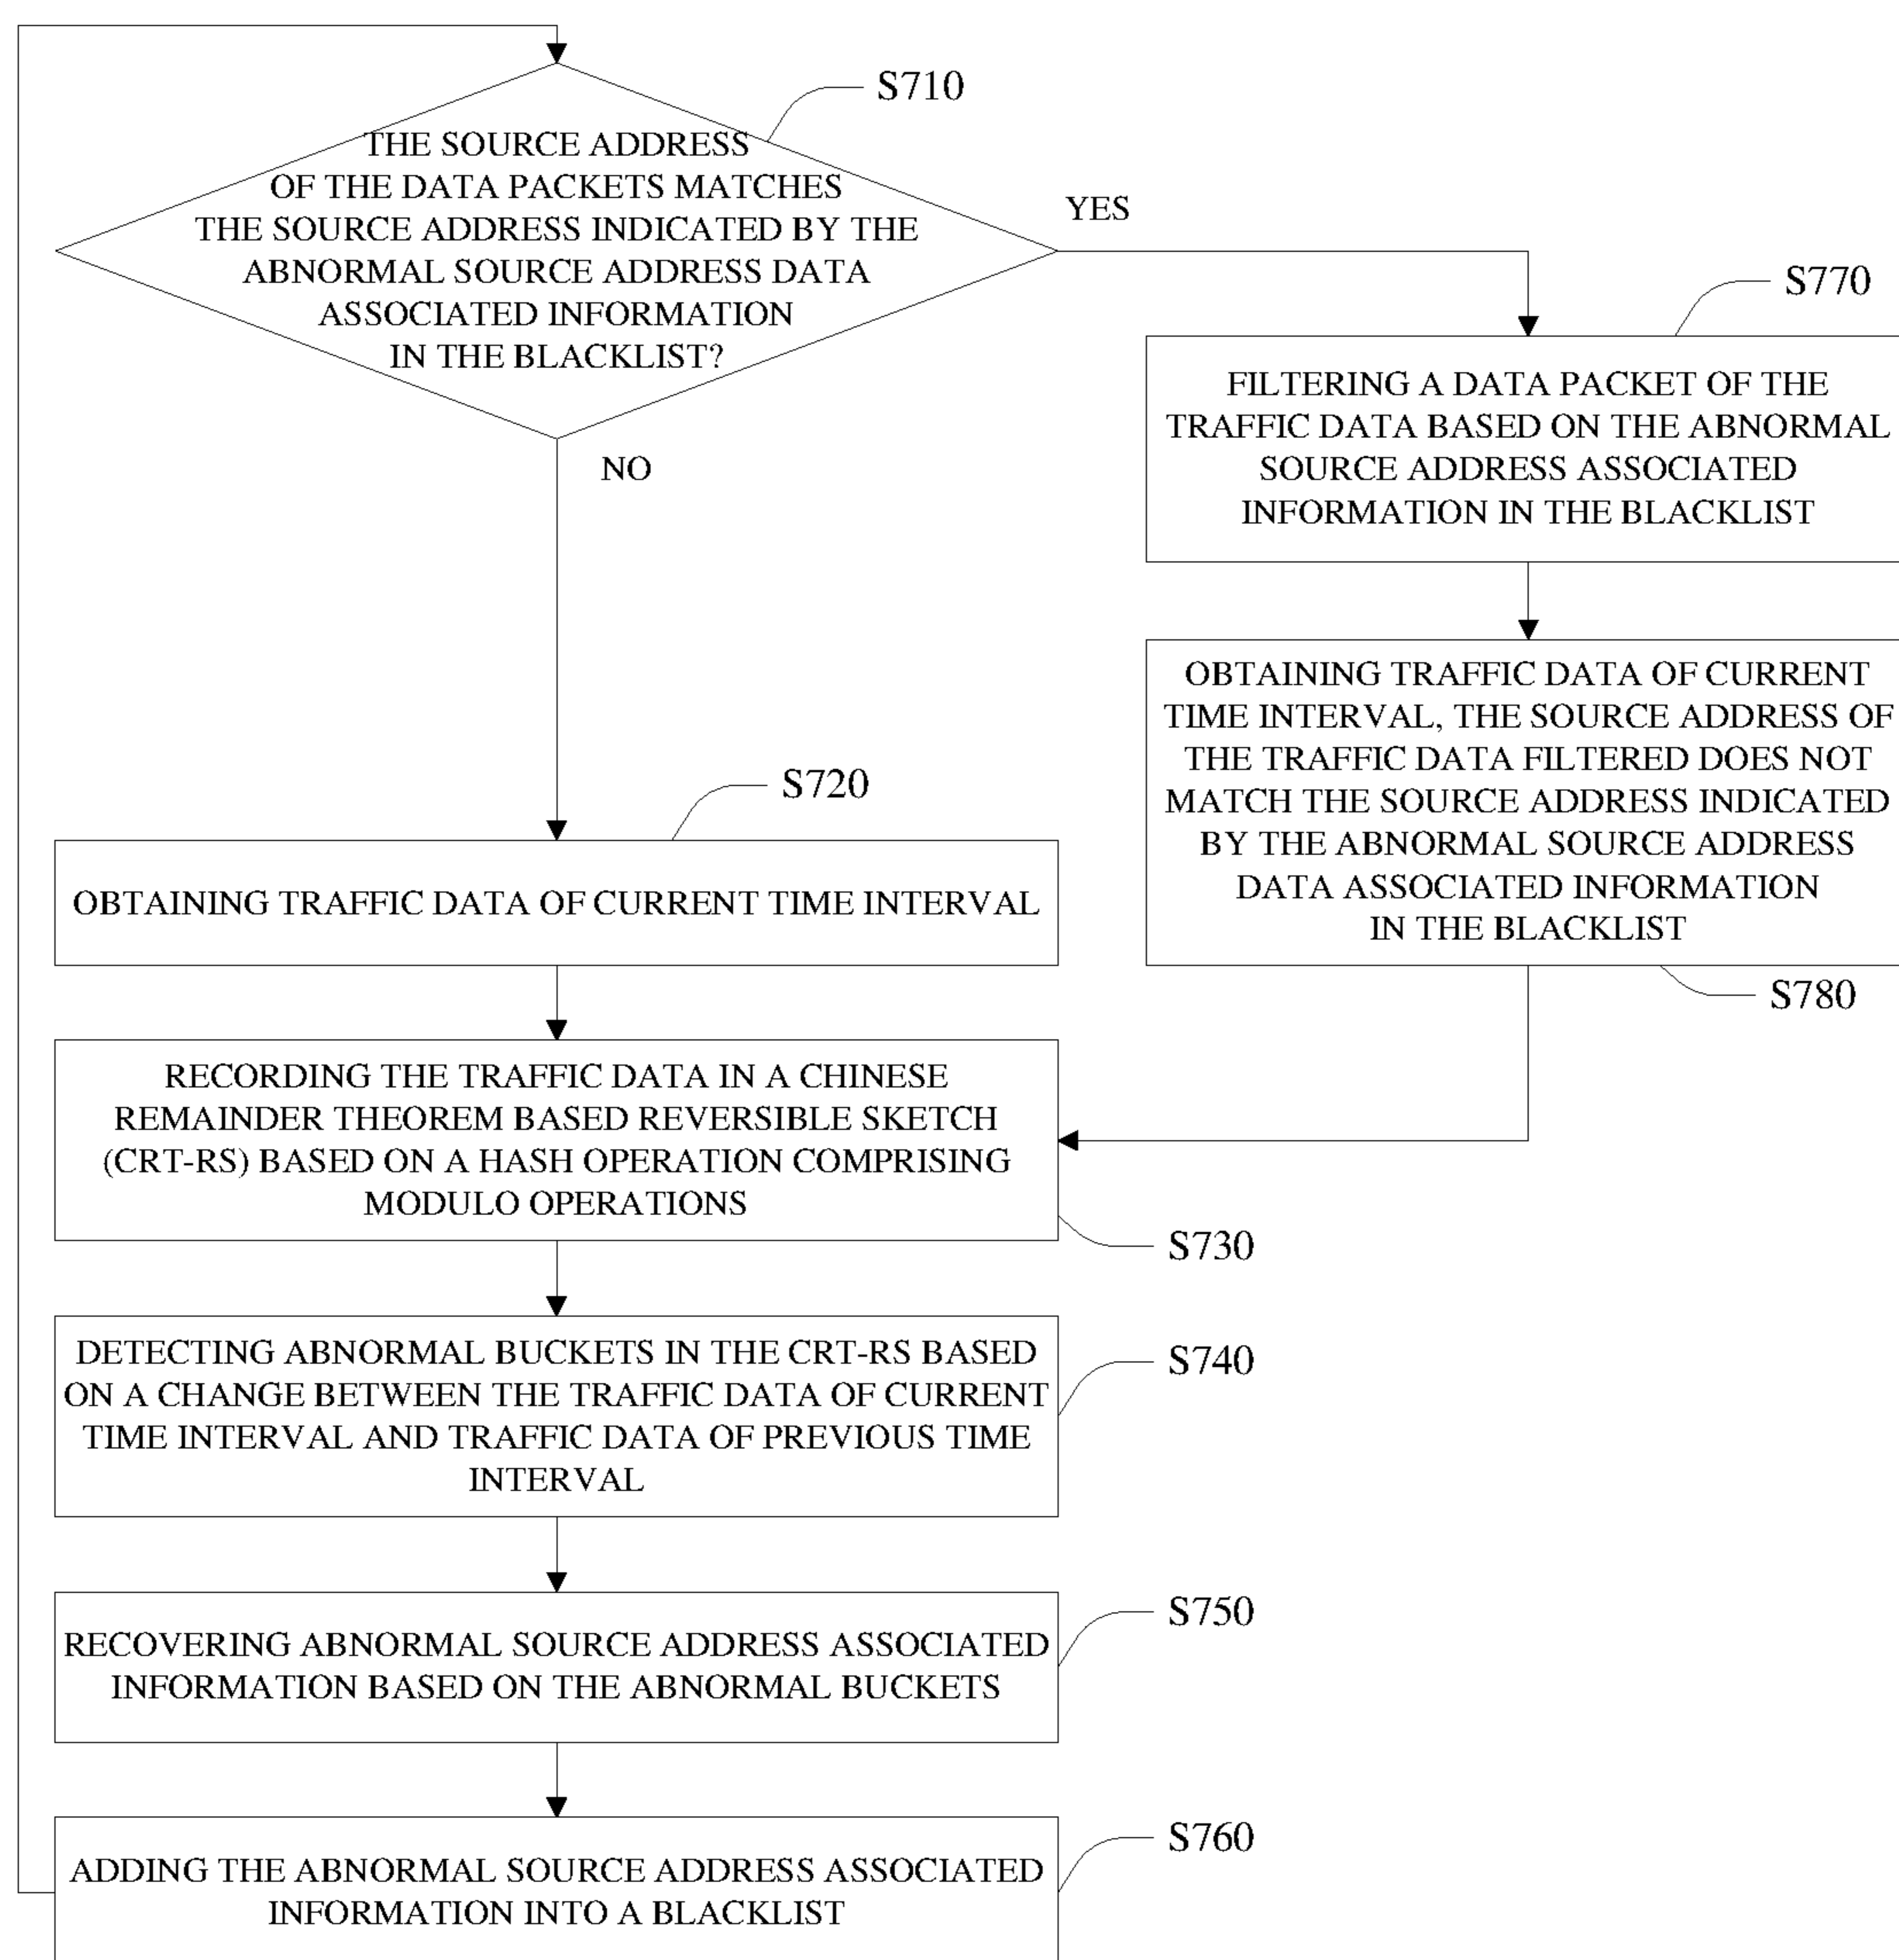 S710
THE SOURCE ADDRESS
OF THE DATA PACKETS MATCHES
THE SOURCE ADDRESS INDICATED BY THE
ABNORMAL SOURCE ADDRESS DATA
ASSOCIATED INFORMATION
IN THE BLACKLIST?
YES
NO
S770
FILTERING A DATA PACKET OF THE
TRAFFIC DATA BASED ON THE ABNORMAL
SOURCE ADDRESS ASSOCIATED
INFORMATION IN THE BLACKLIST
OBTAINING TRAFFIC DATA OF CURRENT
TIME INTERVAL, THE SOURCE ADDRESS OF
THE TRAFFIC DATA FILTERED DOES NOT
MATCH THE SOURCE ADDRESS INDICATED
BY THE ABNORMAL SOURCE ADDRESS
DATA ASSOCIATED INFORMATION
IN THE BLACKLIST
S780
S720
OBTAINING TRAFFIC DATA OF CURRENT TIME INTERVAL
RECORDING THE TRAFFIC DATA IN A CHINESE
REMAINDER THEOREM BASED REVERSIBLE SKETCH
(CRT-RS) BASED ON A HASH OPERATION COMPRISING
MODULO OPERATIONS
S730
DETECTING ABNORMAL BUCKETS IN THE CRT-RS BASED
ON A CHANGE BETWEEN THE TRAFFIC DATA OF CURRENT
TIME INTERVAL AND TRAFFIC DATA OF PREVIOUS TIME
INTERVAL
S740
RECOVERING ABNORMAL SOURCE ADDRESS ASSOCIATED
INFORMATION BASED ON THE ABNORMAL BUCKETS
S750
ADDING THE ABNORMAL SOURCE ADDRESS ASSOCIATED
INFORMATION INTO A BLACKLIST
S760